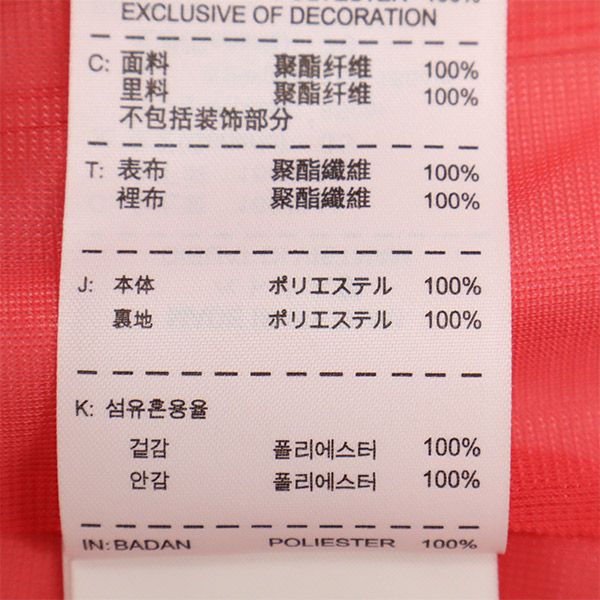 100%
EXCLUSIVE OF DECORATION
C: 面料 聚酯纤维 100%
里料 聚酯纤维 100%
不包括装饰部分
T: 表布 聚酯纖維 100%
裡布 聚酯纖維 100%
J: 本体 ポリエステル 100%
裏地 ポリエステル 100%
K: 섬유혼용율
겉감 폴리에스터 100%
안감 폴리에스터 100%
IN: BADAN POLIESTER 100%